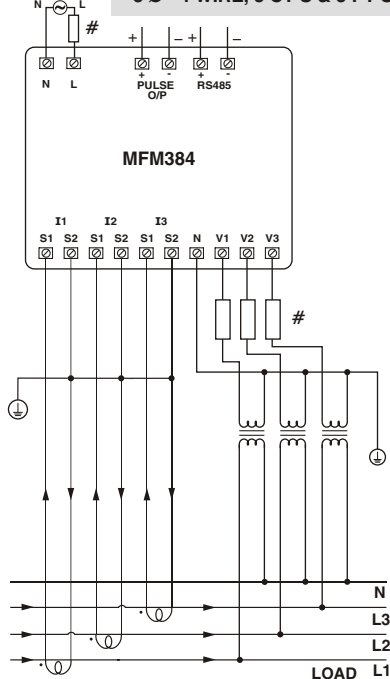 N L
#
N L
+ - + -
+ - + -
PULSE O/P
RS485
MFM384
I1 I2 I3
S1 S2 S1 S2 S1 S2 N V1 V2 V3
#
N
L3
L2
LOAD L1